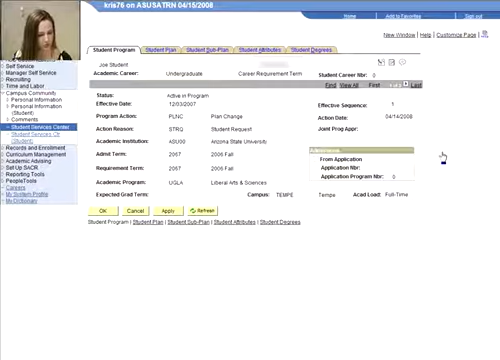 kris76 on ASUSATRN 04/15/2008
Home Add to Favorites Sign out
New Window | Help | Customize Page |
Student Program Student Plan Student Sub-Plan Student Attributes Student Degrees
Joe Student
Academic Career: Undergraduate Career Requirement Term Student Career Nbr: 0
Find | View All First Last
Status: Active in Program
Effective Date: 12/03/2007 Effective Sequence: 1
Program Action: PLNC Plan Change Action Date: 04/14/2008
Action Reason: STRQ Student Request Joint Prog Appr:
Academic Institution: ASU00 Arizona State University
Admit Term: 2067 2006 Fall
From Application
Requirement Term: 2067 2006 Fall Application Nbr:
Academic Program: UGLA Liberal Arts & Sciences Application Program Nbr: 0
Expected Grad Term: Campus: TEMPE Tempe Acad Load: Full-Time
OK Cancel Apply Refresh
Student Program | Student Plan | Student Sub-Plan | Student Attributes | Student Degrees
Self Service
Manager Self Service
Recruiting
Time and Labor
Campus Community
Personal Information
Personal Information
(Student)
Comments
Student Services Center
Student Services Ctr
(Student)
Records and Enrollment
Curriculum Management
Academic Advising
Set Up SACR
Reporting Tools
PeopleTools
Careers
My System Profile
My Dictionary